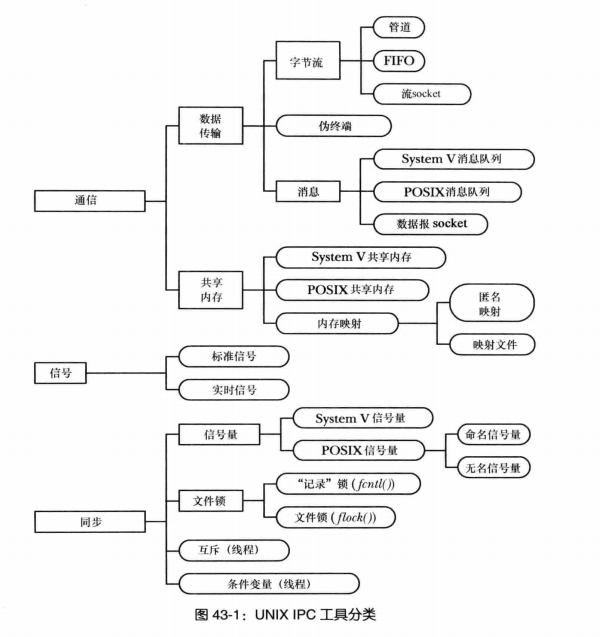 管道
字节流
FIFO
流socket
数据
传输
伪终端
System V 消息队列
消息
POSIX消息队列
通信
数据报 socket
System V 共享内存
共享
内存
POSIX 共享内存
匿名
映射
内存映射
映射文件
标准信号
信号
实时信号
System V 信号量
信号量
命名信号量
POSIX 信号量
无名信号量
“记录”锁 (fcntl())
文件锁
文件锁 (flock())
同步
互斥（线程）
条件变量（线程）
图 43-1：UNIX IPC 工具分类